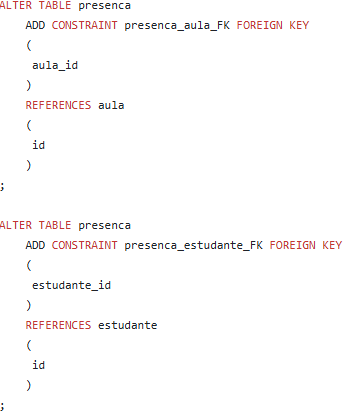 ALTER TABLE presenca
ADD CONSTRAINT presenca_aula_FK FOREIGN KEY
(
aula_id
)
REFERENCES aula
(
id
)
;
ALTER TABLE presenca
ADD CONSTRAINT presenca_estudante_FK FOREIGN KEY
(
estudante_id
)
REFERENCES estudante
(
id
)
;